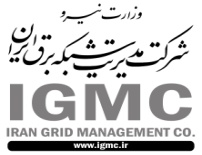 وزارت نیرو
شرکت مدیریت شبکه برق ایران
IGMC
IRAN GRID MANAGEMENT CO.
www.igmc.ir